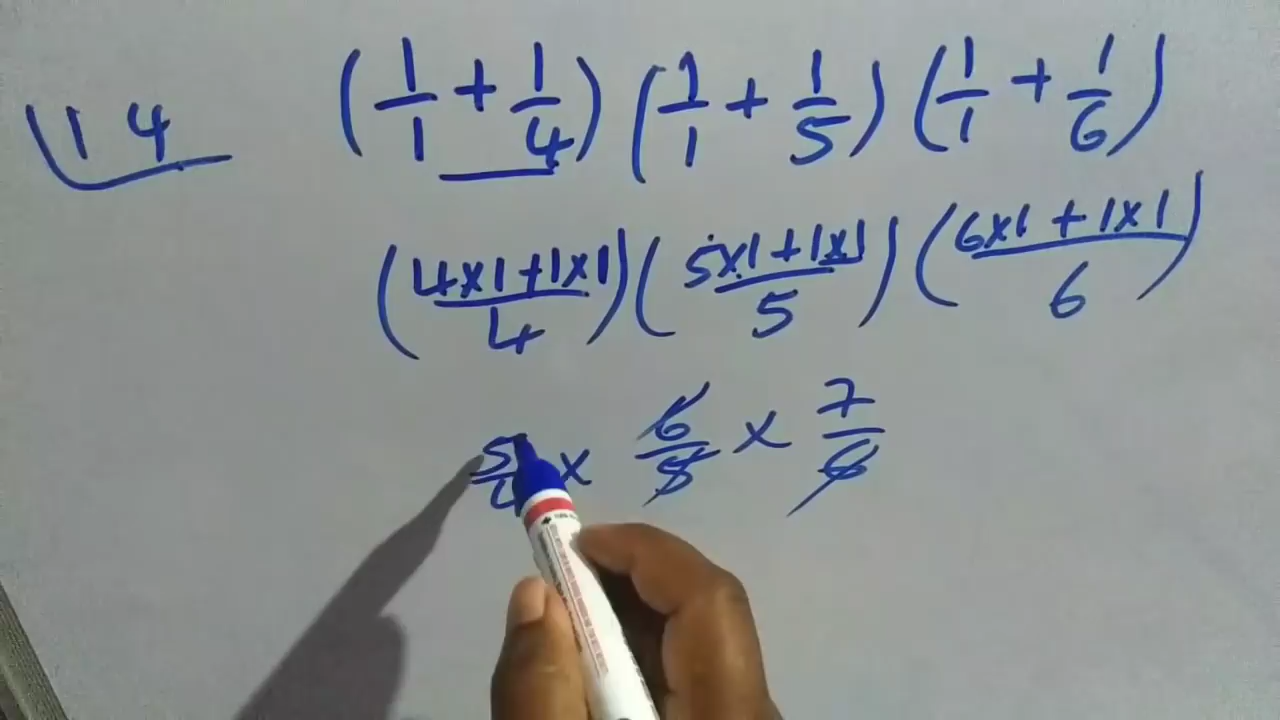 14 (1/1 + 1/4) (1/1 + 1/5) (1/1 + 1/6)
(4x1+1x1/4) (5x1+1x1/5) (6x1+1x1/6)
5/4 x 6/5 x 7/6